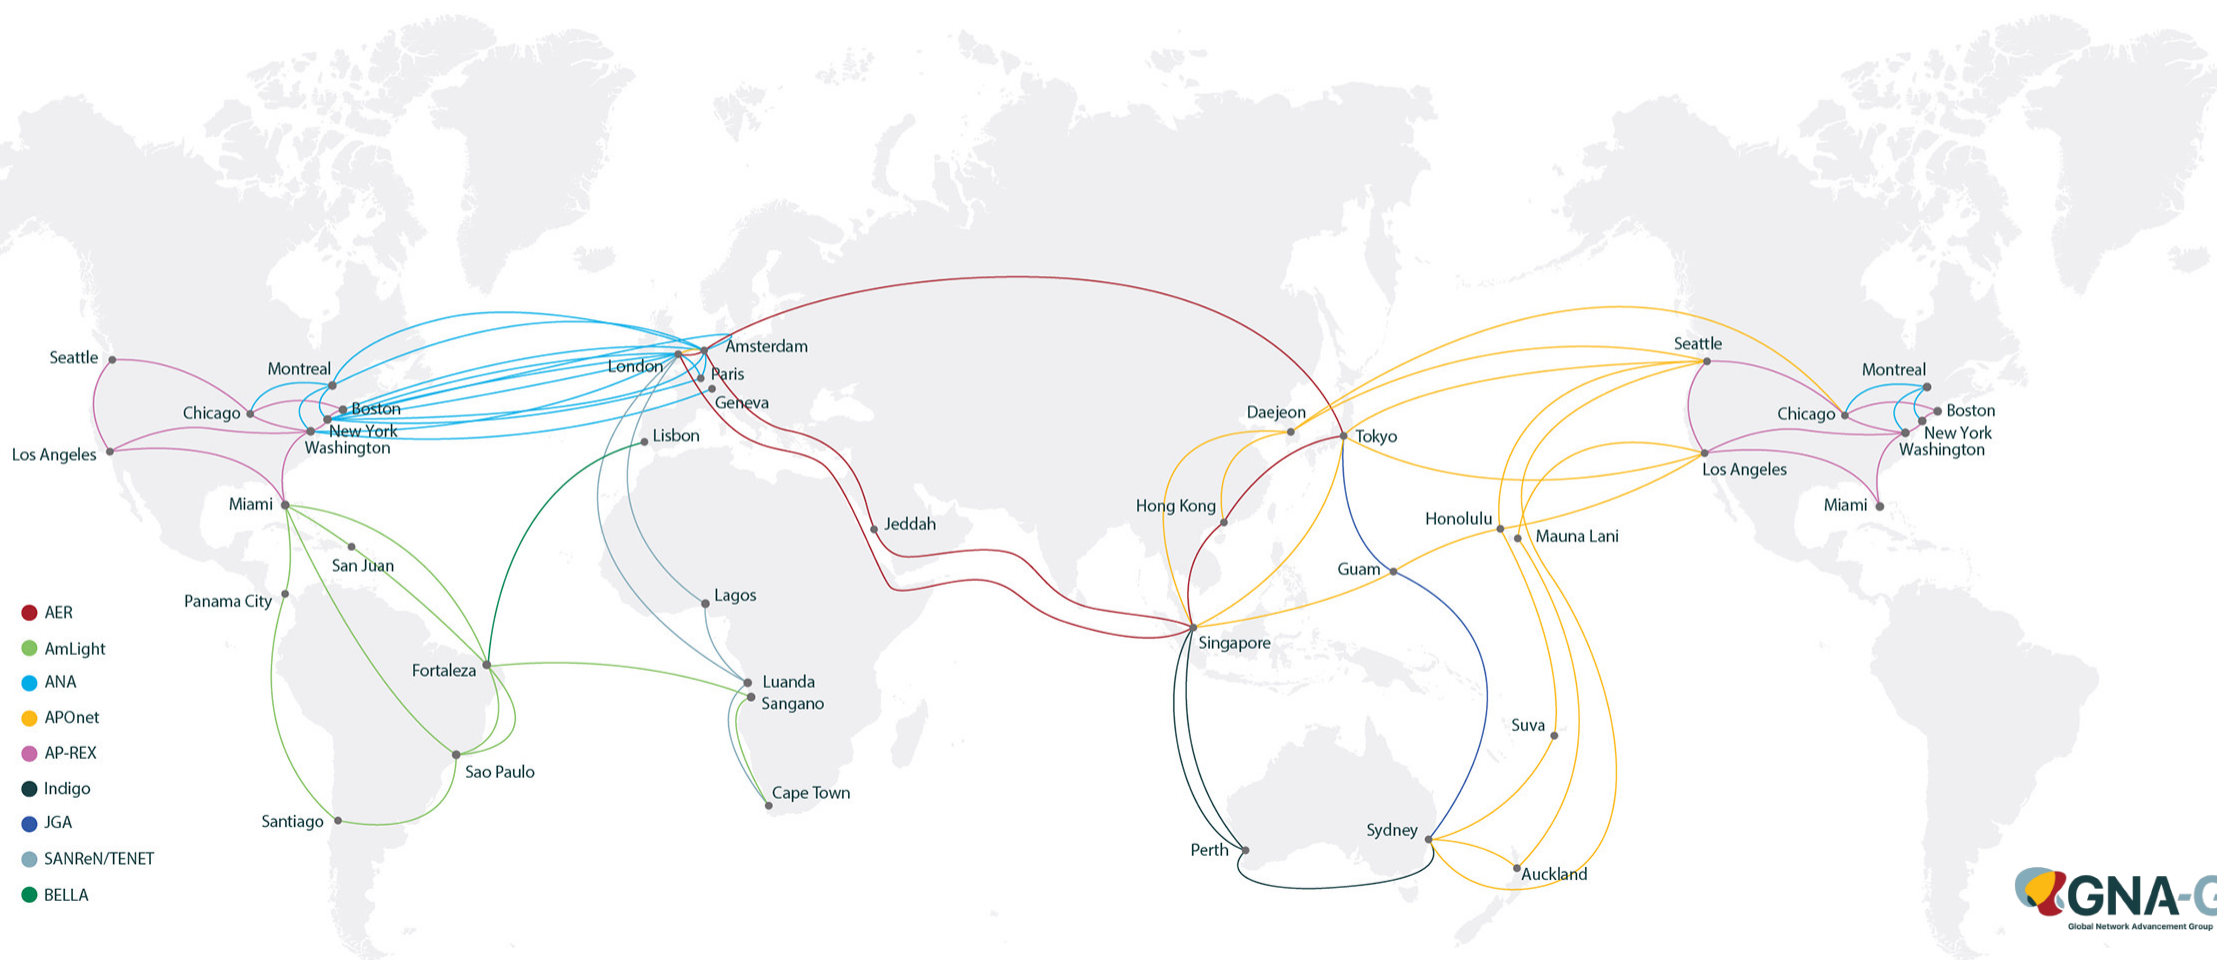 Seattle
Montreal
Chicago
Boston
New York
Washington
Los Angeles
Miami
San Juan
Panama City
Fortaleza
Sao Paulo
Santiago
London
Amsterdam
Paris
Geneva
Lisbon
Jeddah
Lagos
Luanda
Sangano
Cape Town
Daejeon
Tokyo
Hong Kong
Singapore
Guam
Honolulu
Mauna Lani
Suva
Perth
Sydney
Auckland
Seattle
Montreal
Chicago
Boston
New York
Washington
Los Angeles
Miami
AER
AmLight
ANA
APOnet
AP-REX
Indigo
JGA
SANReN/TENET
BELLA
GNA-G
Global Network Advancement Group